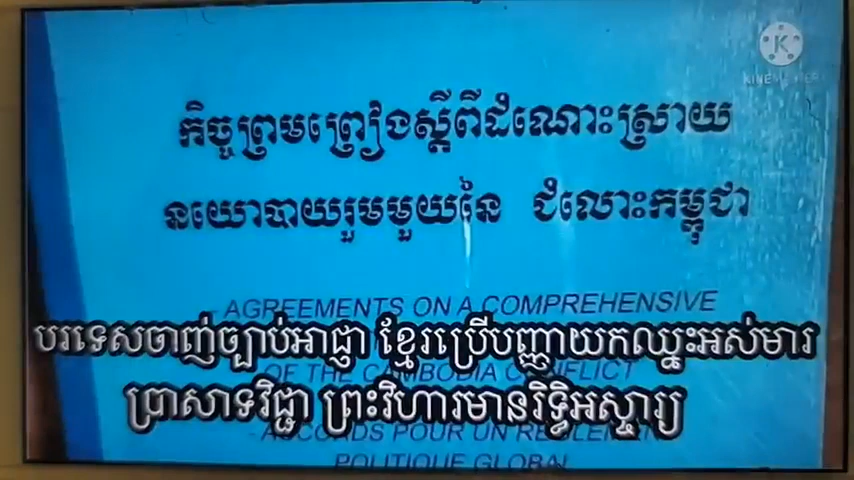 KINEMASTER
កិច្ចព្រមព្រៀងស្តីពីដំណោះស្រាយ
នយោបាយរួមមួយនៃ ជំលោះកម្ពុជា
- AGREEMENTS ON A COMPREHENSIVE
បរទេសចាញ់ច្បាប់អាជ្ញា ខ្មែរប្រើបញ្ញាយកឈ្នះអស់មារ
OF THE CAMBODIA CONFLICT
ប្រាសាទវិជ្ជា ព្រះវិហារមានរិទ្ធិអស្ចារ្យ
- ACCORDS POUR UN REGLEMENT
POLITIQUE GLOBAL